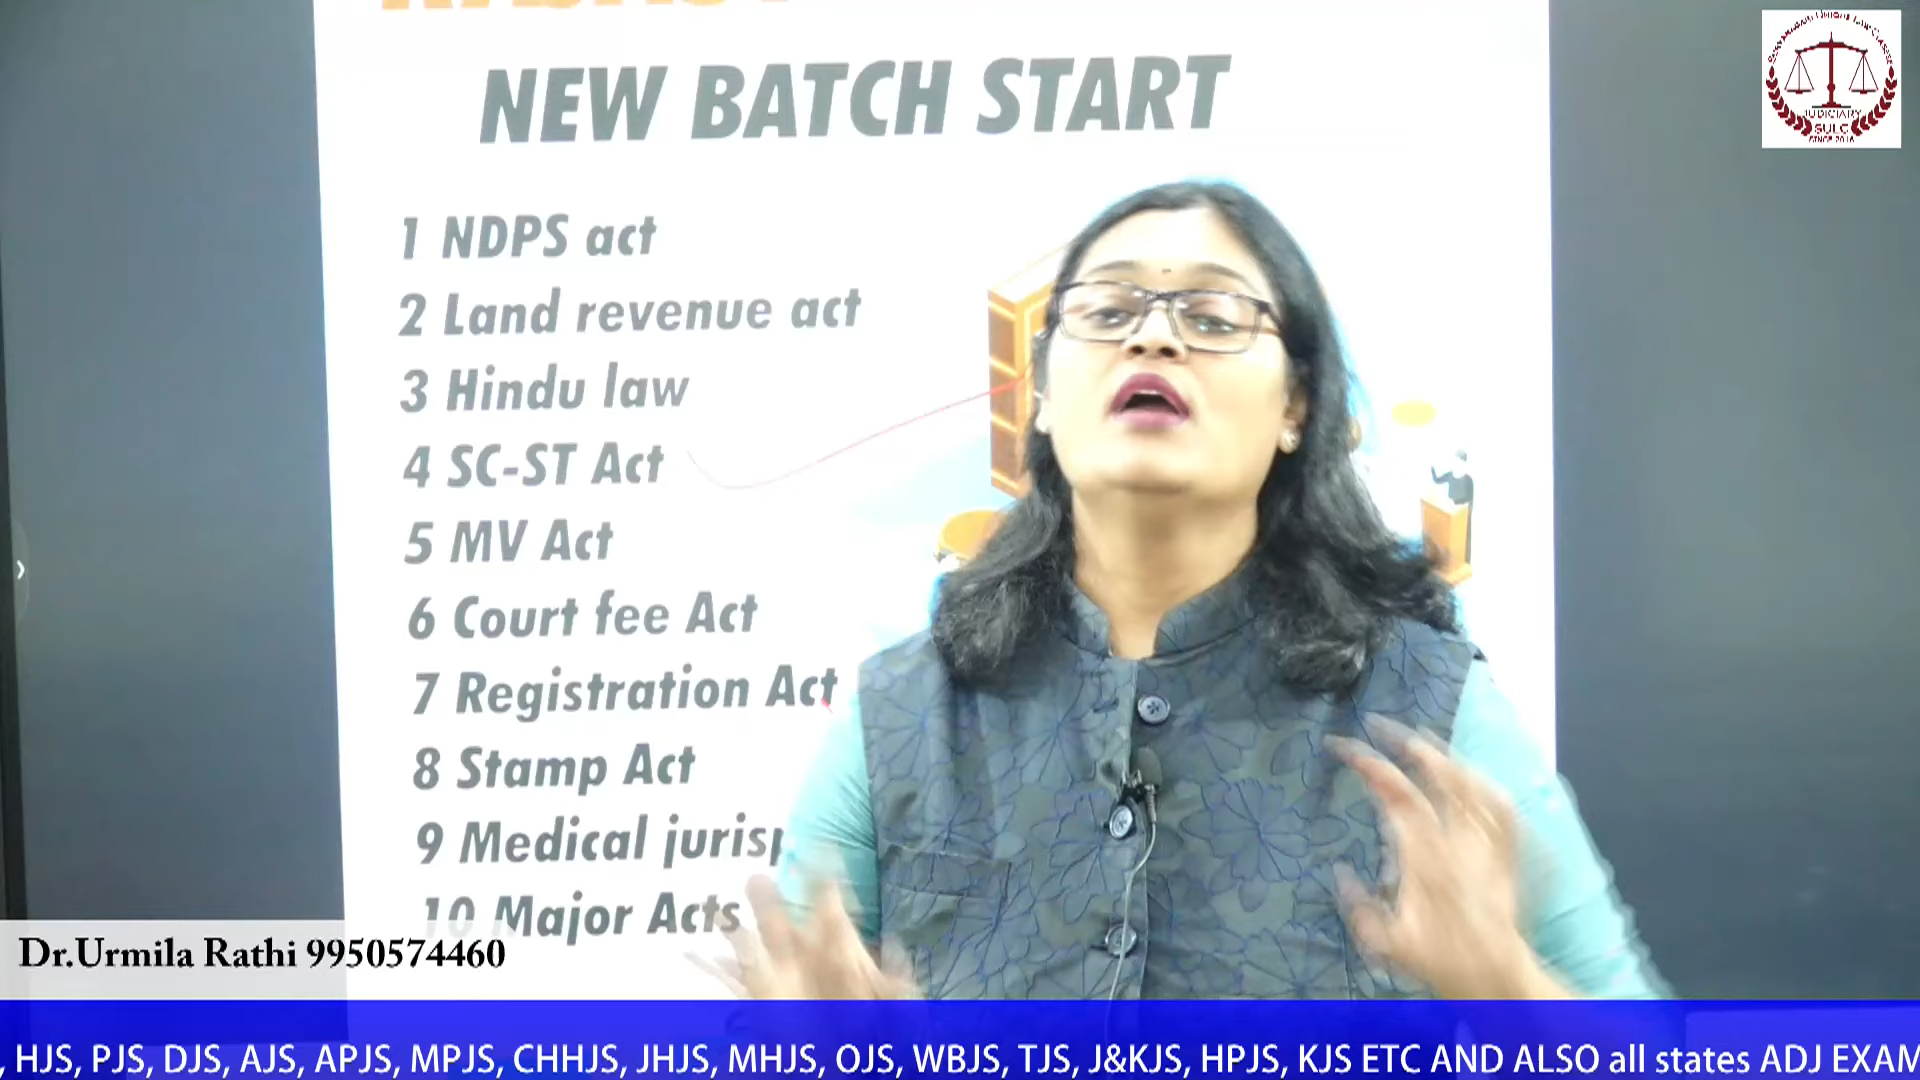 NEW BATCH START
1 NDPS act
2 Land revenue act
3 Hindu law
4 SC-ST Act
5 MV Act
6 Court fee Act
7 Registration Act
8 Stamp Act
9 Medical
10 Major Acts
JUDICIARY
SULC
SINCE 2016
Dr.Urmila Rathi 9950574460
, HJS, PJS, DJS, AJS, APJS, MPJS, CHHJS, JHJS, MHJS, OJS, WBJS, TJS, J&KJS, HPJS, KJS ETC AND ALSO all states ADJ EXAM